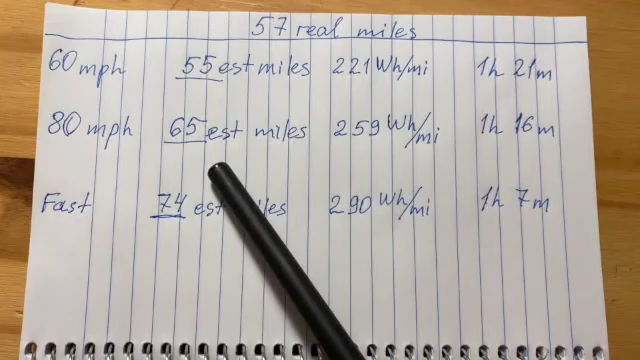 57 real miles
60 mph 55 est miles 221 Wh/mi 1h 21m
80 mph 65 est miles 259 Wh/mi 1h 16m
Fast 74 est 290 Wh/mi 1h 7m